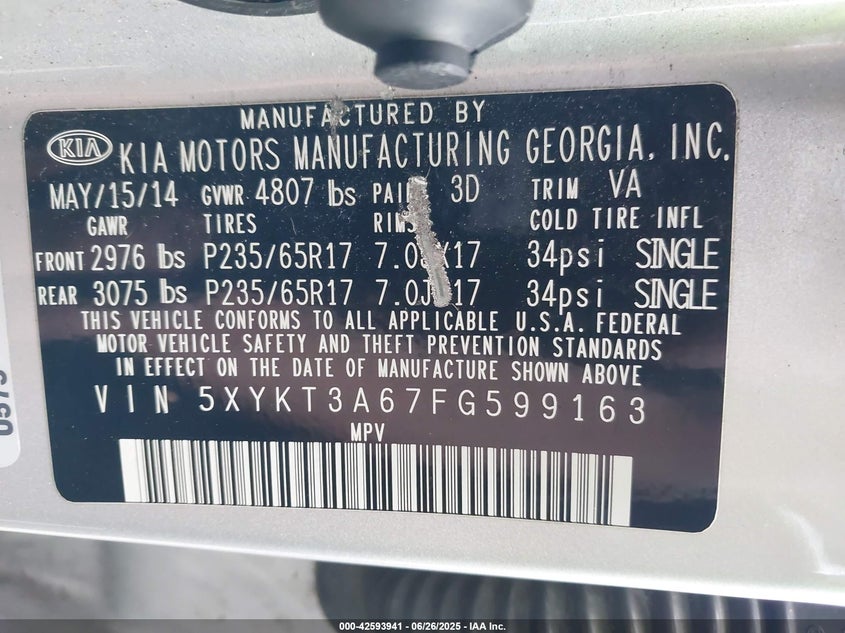 MANUFACTURED BY
KIA KIA MOTORS MANUFACTURING GEORGIA, INC.
MAY/15/14 GVWR 4807 lbs 3D TRIM VA
GAWR TIRES RIMS COLD TIRE INFL
FRONT 2976 lbs P235/65R17 34psi SINGLE
REAR 3075 lbs P235/65R17 34psi SINGLE
THIS VEHICLE CONFORMS TO ALL APPLICABLE U.S.A. FEDERAL
MOTOR VEHICLE SAFETY AND THEFT PREVENTION STANDARDS
IN EFFECT ON THE DATE OF MANUFACTURE SHOWN ABOVE
VIN 5XYKT3A67FG599163
MPV
000-42593941 - 06/26/2025 - IAA Inc.